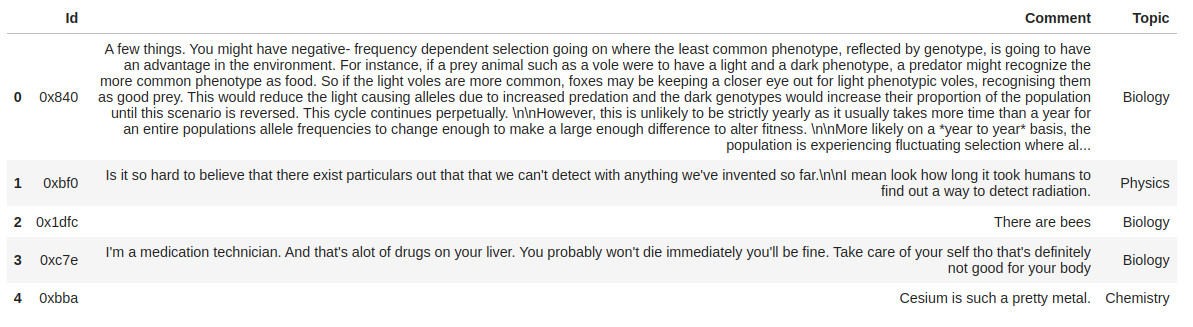 Id Comment Topic
A few things. You might have negative- frequency dependent selection going on where the least common phenotype, reflected by genotype, is going to have
an advantage in the environment. For instance, if a prey animal such as a vole were to have a light and a dark phenotype, a predator might recognize the
more common phenotype as food. So if the light voles are more common, foxes may be keeping a closer eye out for light phenotypic voles, recognising them
0 0x840 as good prey. This would reduce the light causing alleles due to increased predation and the dark genotypes would increase their proportion of the population Biology
until this scenario is reversed. This cycle continues perpetually. \n\nHowever, this is unlikely to be strictly yearly as it usually takes more time than a year for
an entire populations allele frequencies to change enough to make a large enough difference to alter fitness. \n\nMore likely on a *year to year* basis, the
population is experiencing fluctuating selection where al...
1 0xbf0 Is it so hard to believe that there exist particulars out that that we can't detect with anything we've invented so far.\n\nI mean look how long it took humans to Physics
find out a way to detect radiation.
2 0x1dfc There are bees Biology
3 0xc7e I'm a medication technician. And that's alot of drugs on your liver. You probably won't die immediately you'll be fine. Take care of your self tho that's definitely Biology
not good for your body
4 0xbba Cesium is such a pretty metal. Chemistry